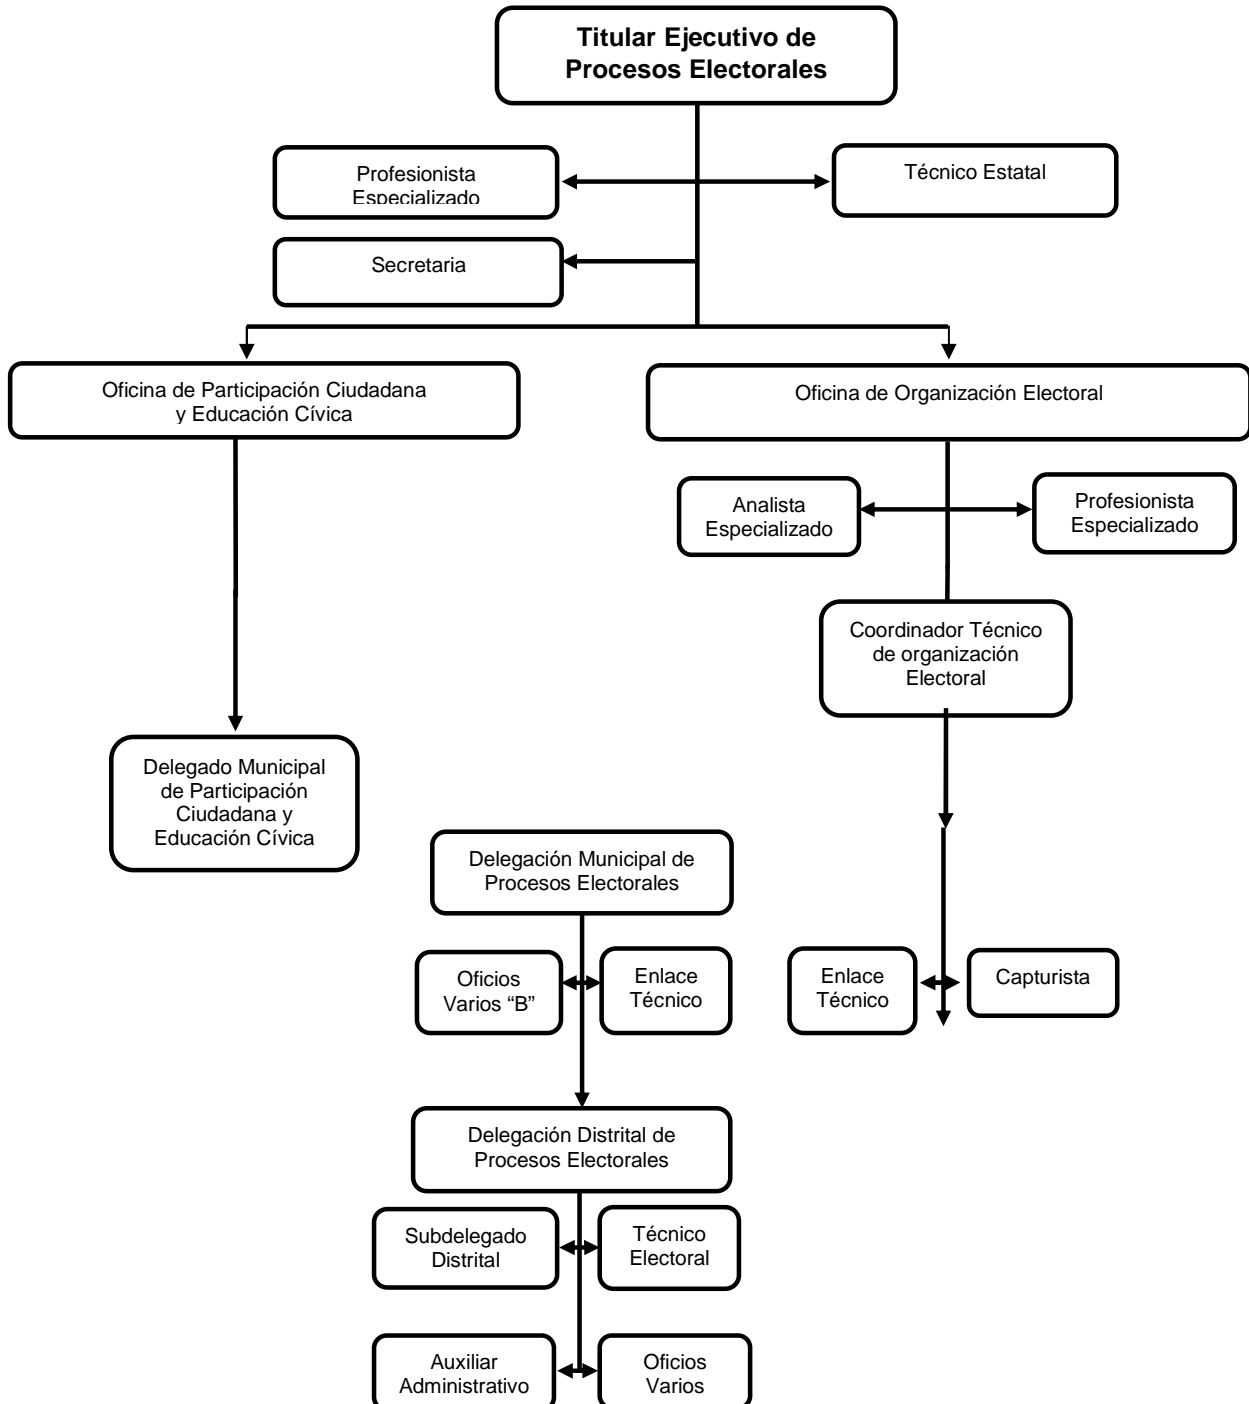 Titular Ejecutivo de
Procesos Electorales
Profesionista
Especializado
Técnico Estatal
Secretaria
Oficina de Participación Ciudadana
y Educación Cívica
Oficina de Organización Electoral
Analista
Especializado
Profesionista
Especializado
Coordinador Técnico
de organización
Electoral
Delegado Municipal
de Participación
Ciudadana y
Educación Cívica
Delegación Municipal de
Procesos Electorales
Oficios
Varios “B”
Enlace
Técnico
Enlace
Técnico
Capturista
Delegación Distrital de
Procesos Electorales
Subdelegado
Distrital
Técnico
Electoral
Auxiliar
Administrativo
Oficios
Varios